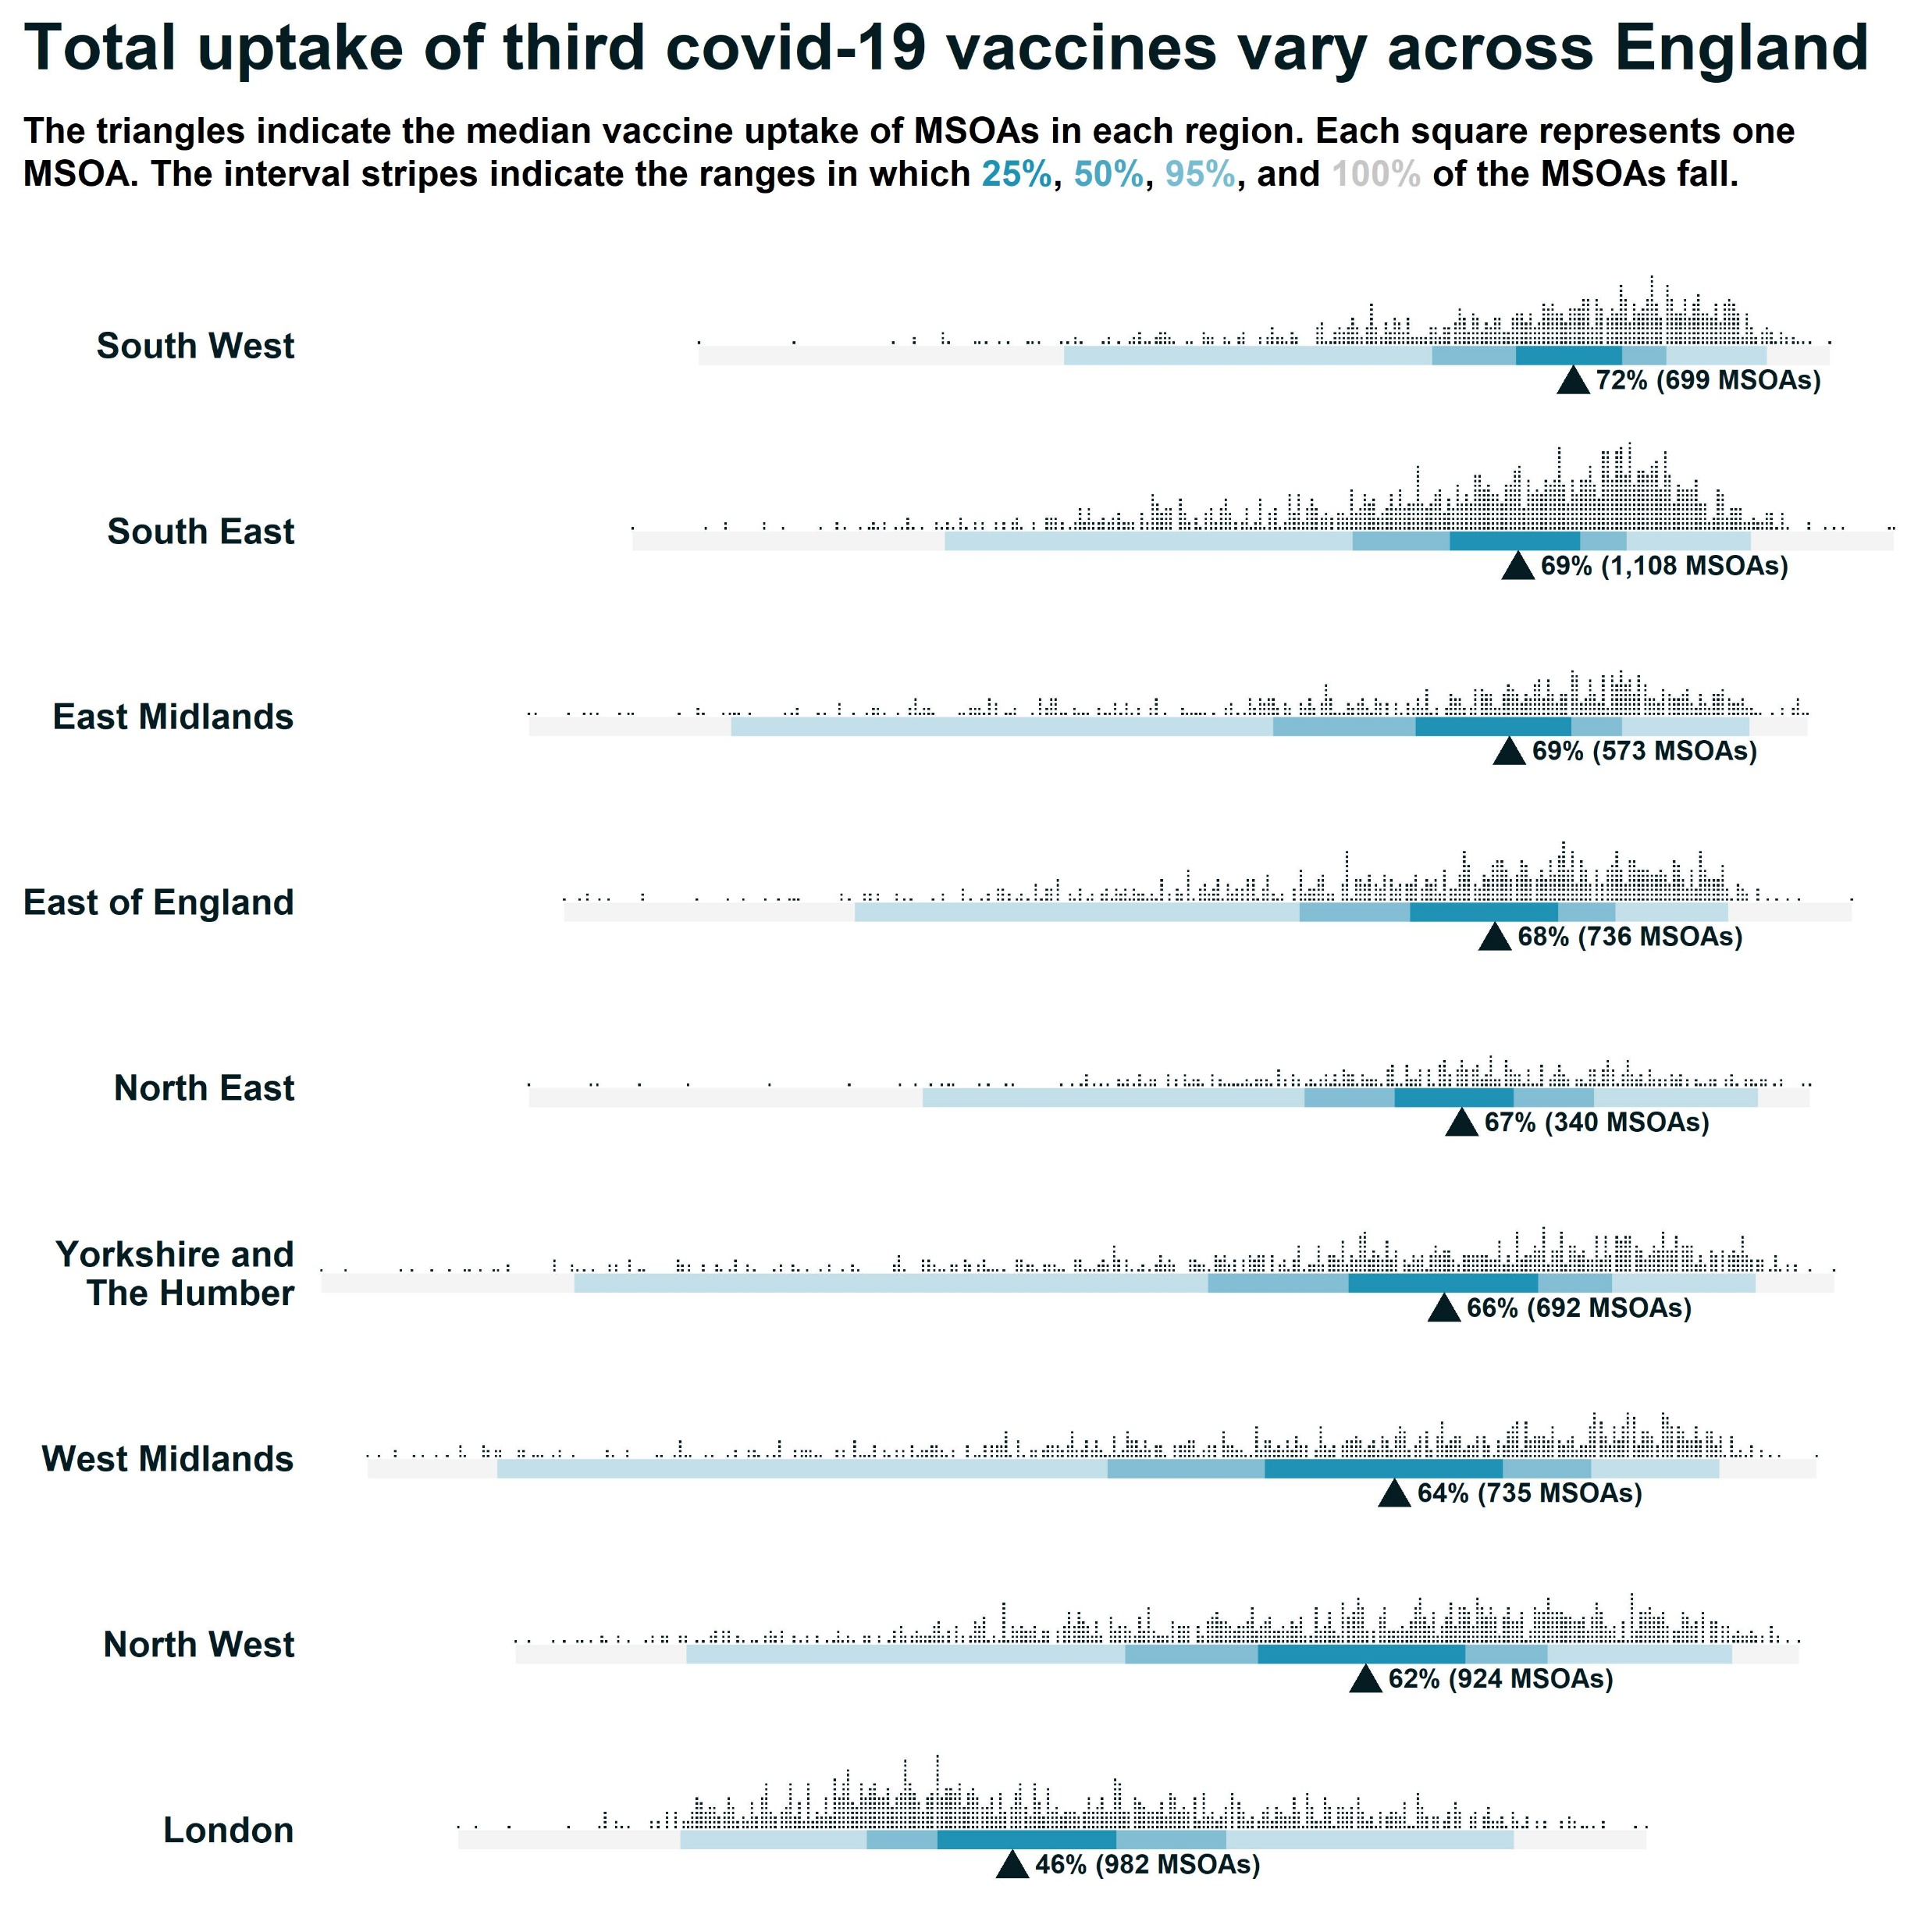 Total uptake of third covid-19 vaccines vary across England
The triangles indicate the median vaccine uptake of MSOAs in each region. Each square represents one
MSOA. The interval stripes indicate the ranges in which 25%, 50%, 95%, and 100% of the MSOAs fall.
South West
72% (699 MSOAs)
South East
69% (1,108 MSOAs)
East Midlands
69% (573 MSOAs)
East of England
68% (736 MSOAs)
North East
67% (340 MSOAs)
Yorkshire and
The Humber
66% (692 MSOAs)
West Midlands
64% (735 MSOAs)
North West
62% (924 MSOAs)
London
46% (982 MSOAs)